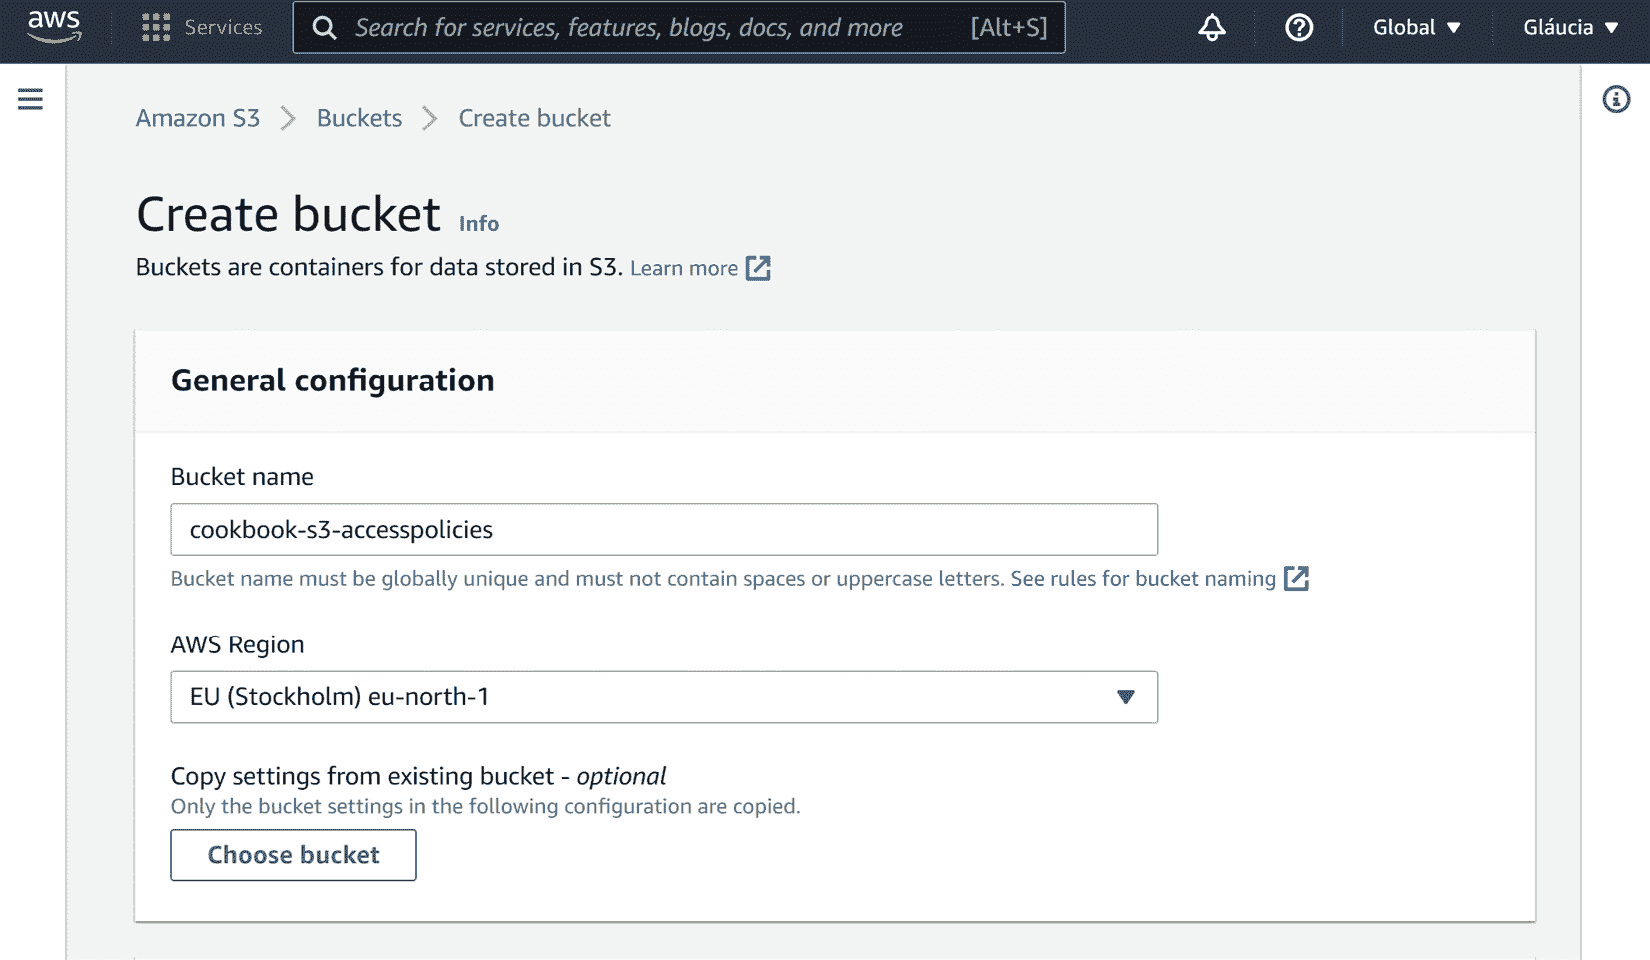 aws Services Search for services, features, blogs, docs, and more [Alt+S] Global Gláucia
Amazon S3 Buckets Create bucket
Create bucket Info
Buckets are containers for data stored in S3. Learn more
General configuration
Bucket name
cookbook-s3-accesspolicies
Bucket name must be globally unique and must not contain spaces or uppercase letters. See rules for bucket naming
AWS Region
EU (Stockholm) eu-north-1
Copy settings from existing bucket - optional
Only the bucket settings in the following configuration are copied.
Choose bucket